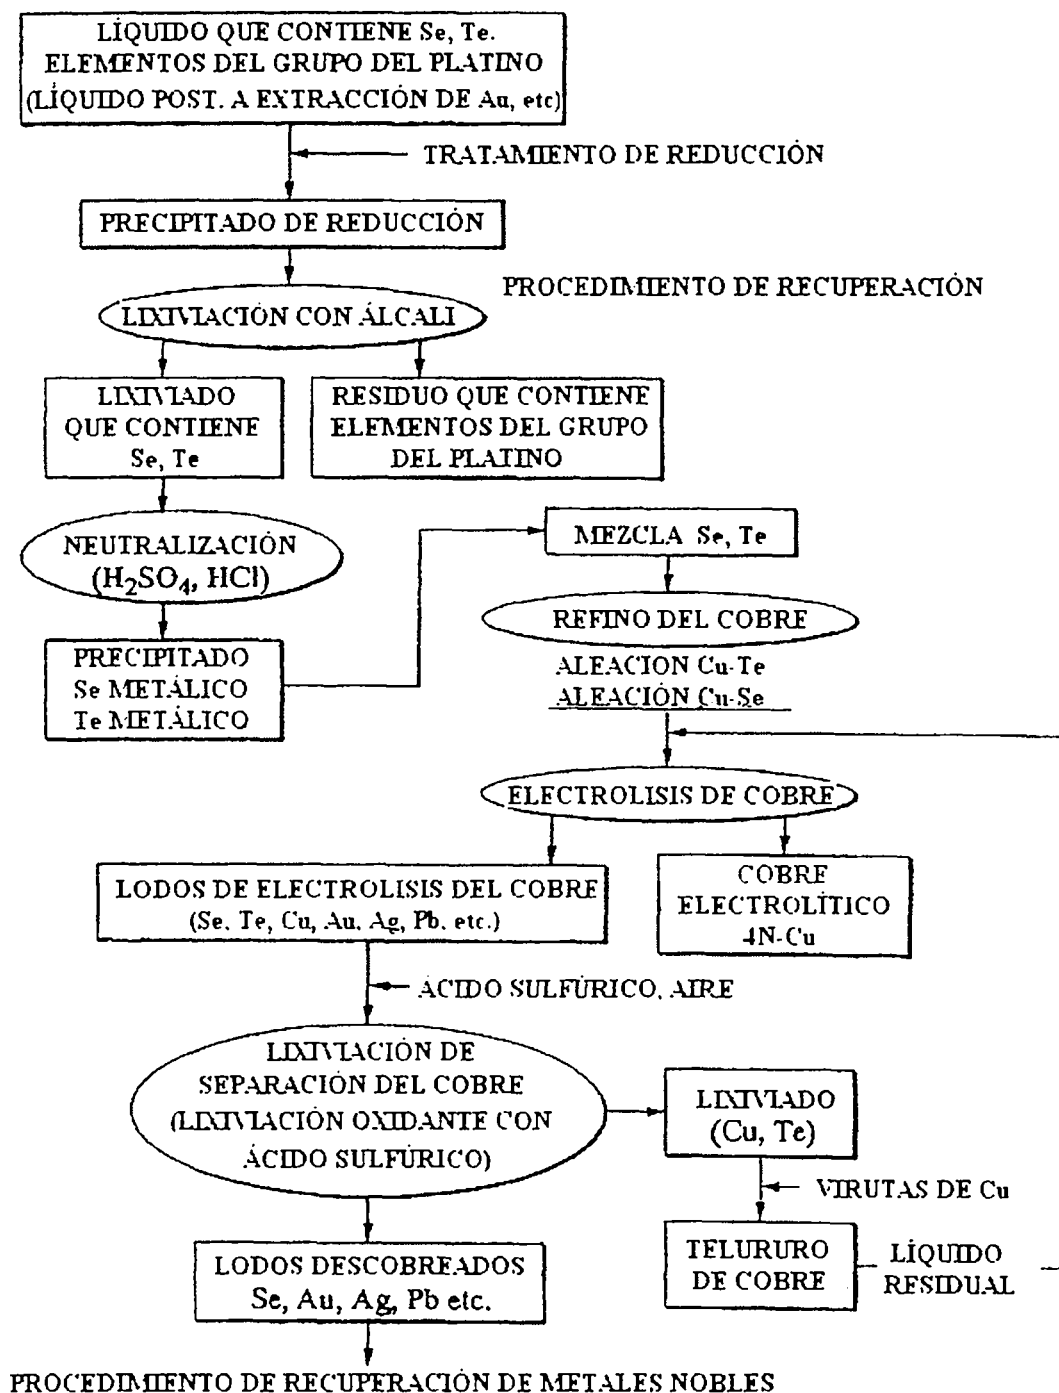 LÍQUIDO QUE CONTIENE Se, Te.
ELEMENTOS DEL GRUPO DEL PLATINO
(LÍQUIDO POST. A EXTRACCIÓN DE Au, etc)
TRATAMIENTO DE REDUCCIÓN
PRECIPITADO DE REDUCCIÓN
PROCEDIMIENTO DE RECUPERACIÓN
LIXIVIACIÓN CON ÁLCALI
LIXIVIADO
QUE CONTIENE
Se, Te
RESIDUO QUE CONTIENE
ELEMENTOS DEL GRUPO
DEL PLATINO
NEUTRALIZACIÓN
(H₂SO₄, HCl)
MEZCLA Se, Te
REFINO DEL COBRE
PRECIPITADO
Se METÁLICO
Te METÁLICO
ALEACION Cu-Te
ALEACIÓN Cu-Se
ELECTROLISIS DE COBRE
LODOS DE ELECTROLISIS DEL COBRE
(Se, Te, Cu, Au, Ag, Pb, etc.)
COBRE
ELECTROLÍTICO
4N-Cu
ÁCIDO SULFÚRICO, AIRE
LIXIVIACIÓN DE
SEPARACIÓN DEL COBRE
(LIXIVIACIÓN OXIDANTE CON
ÁCIDO SULFÚRICO)
LIXIVIADO
(Cu, Te)
VIRUTAS DE Cu
TELURURO
DE COBRE
LÍQUIDO
RESIDUAL
LODOS DESCOBREADOS
Se, Au, Ag, Pb etc.
PROCEDIMIENTO DE RECUPERACIÓN DE METALES NOBLES